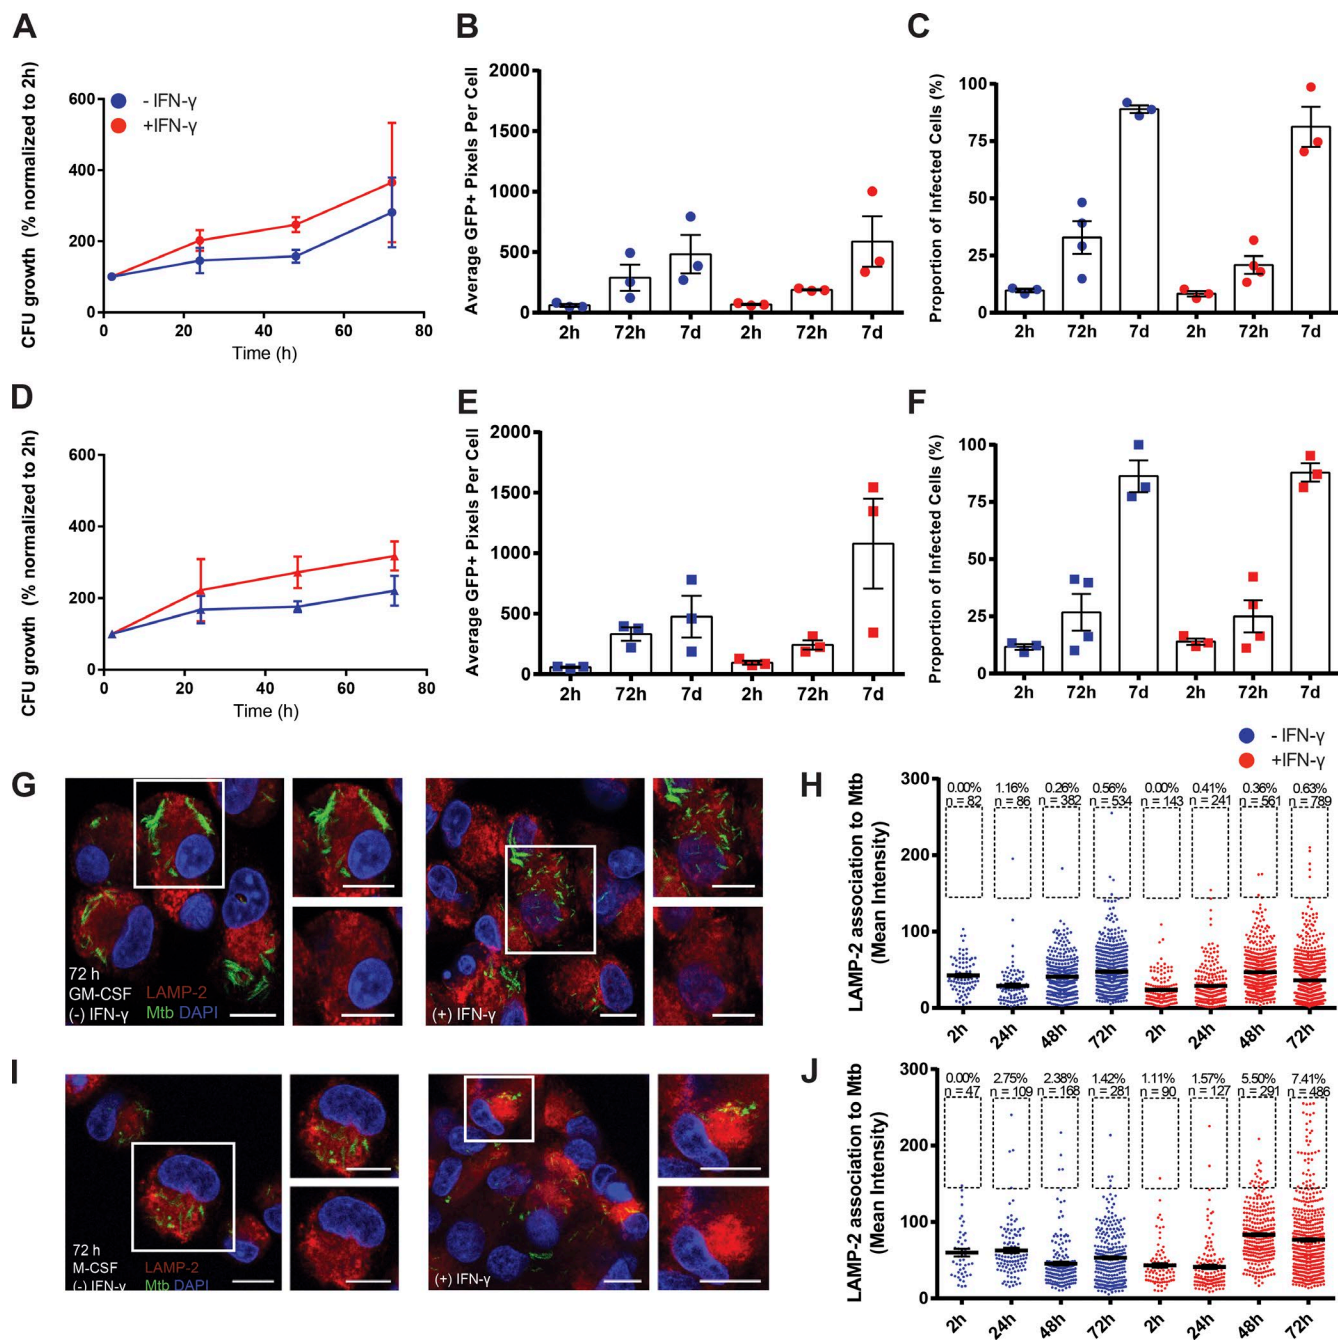 A
CFU growth (% normalized to 2h)
600
400
200
0
0 20 40 60 80
Time (h)
- IFN-γ
+IFN-γ
B
Average GFP+ Pixels Per Cell
2000
1500
1000
500
0
2h 72h 7d 2h 72h 7d
C
Proportion of Infected Cells (%)
100
75
50
25
0
2h 72h 7d 2h 72h 7d
D
CFU growth (% normalized to 2h)
600
400
200
0
0 20 40 60 80
Time (h)
E
Average GFP+ Pixels Per Cell
2000
1500
1000
500
0
2h 72h 7d 2h 72h 7d
F
Proportion of Infected Cells (%)
100
75
50
25
0
2h 72h 7d 2h 72h 7d
- IFN-γ
+IFN-γ
G
72 h
GM-CSF LAMP-2
(-) IFN-γ Mtb DAPI
(+) IFN-γ
H
LAMP-2 association to Mtb
(Mean Intensity)
300
200
100
0
0.00% 1.16% 0.26% 0.56% 0.00% 0.41% 0.36% 0.63%
n = 82 n = 86 n = 382 n = 534 n = 143 n = 241 n = 561 n = 789
2h 24h 48h 72h 2h 24h 48h 72h
I
72 h
M-CSF LAMP-2
(-) IFN-γ Mtb DAPI
(+) IFN-γ
J
LAMP-2 association to Mtb
(Mean Intensity)
300
200
100
0
0.00% 2.75% 2.38% 1.42% 1.11% 1.57% 5.50% 7.41%
n = 47 n = 109 n = 168 n = 281 n = 90 n = 127 n = 291 n = 486
2h 24h 48h 72h 2h 24h 48h 72h